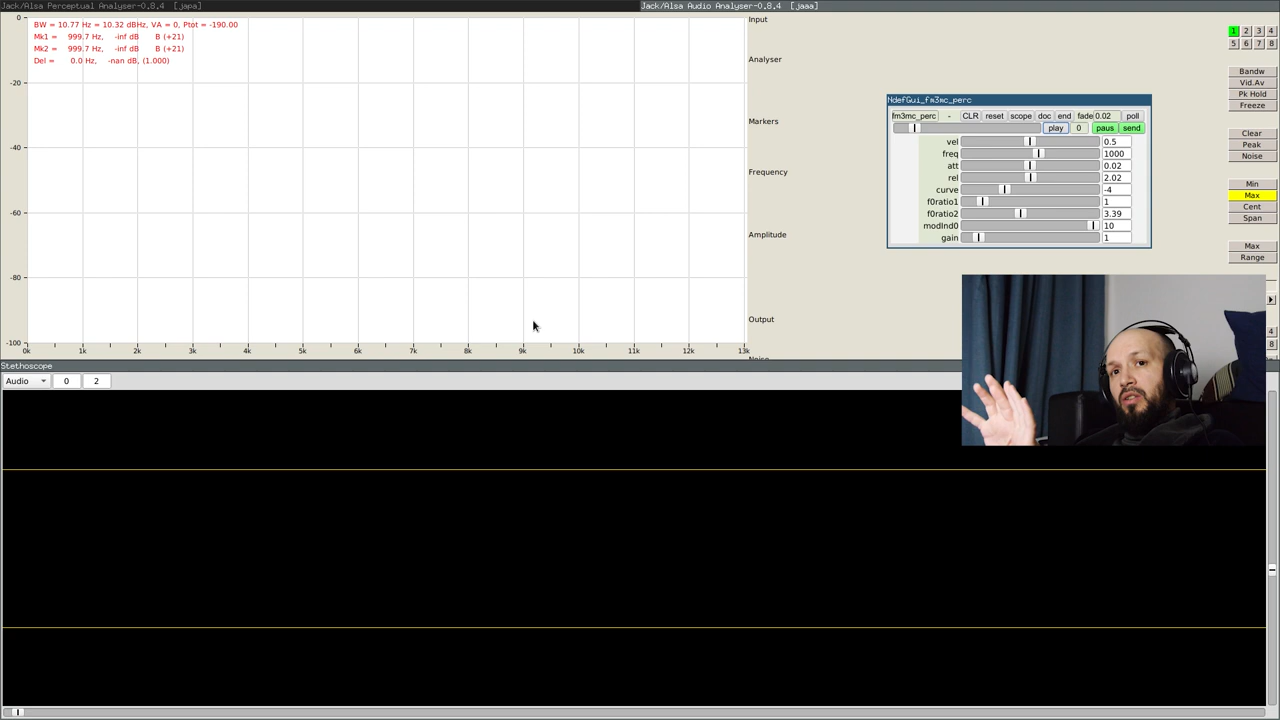 Jack/Alsa Perceptual Analyser-0.8.4 [japa]
Jack/Alsa Audio Analyser-0.8.4 [jaaa]
BW = 10.77 Hz = 10.32 dBHz, VA = 0, Ptot = -190.00
Mk1 = 999.7 Hz, -inf dB B (+21)
Mk2 = 999.7 Hz, -inf dB B (+21)
Del = 0.0 Hz, -nan dB, (1.000)
0
-20
-40
-60
-80
-100
0k 1k 2k 3k 4k 5k 6k 7k 8k 9k 10k 11k 12k 13k
Input
Analyser
Markers
Frequency
Amplitude
Output
Noise
1 2 3 4
5 6 7 8
Bandw
Vid.Av
Pk Hold
Freeze
Clear
Peak
Noise
Min
Max
Cent
Span
Max
Range
4
8
NdefGui_fm3mc_perc
fm3mc_perc - CLR reset scope doc end fade 0.02 poll
play 0 paus send
vel 0.5
freq 1000
att 0.02
rel 2.02
curve -4
f0ratio1 1
f0ratio2 3.39
modInd0 10
gain 1
Stethoscope
Audio 0 2